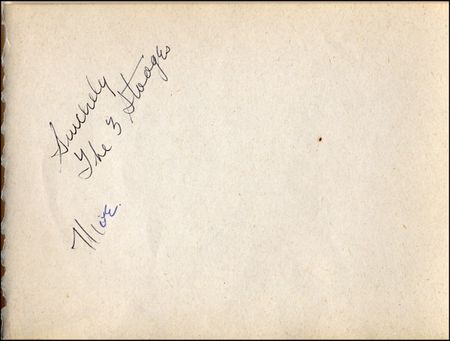 Sincerely
The 3 Stooges
Moe.